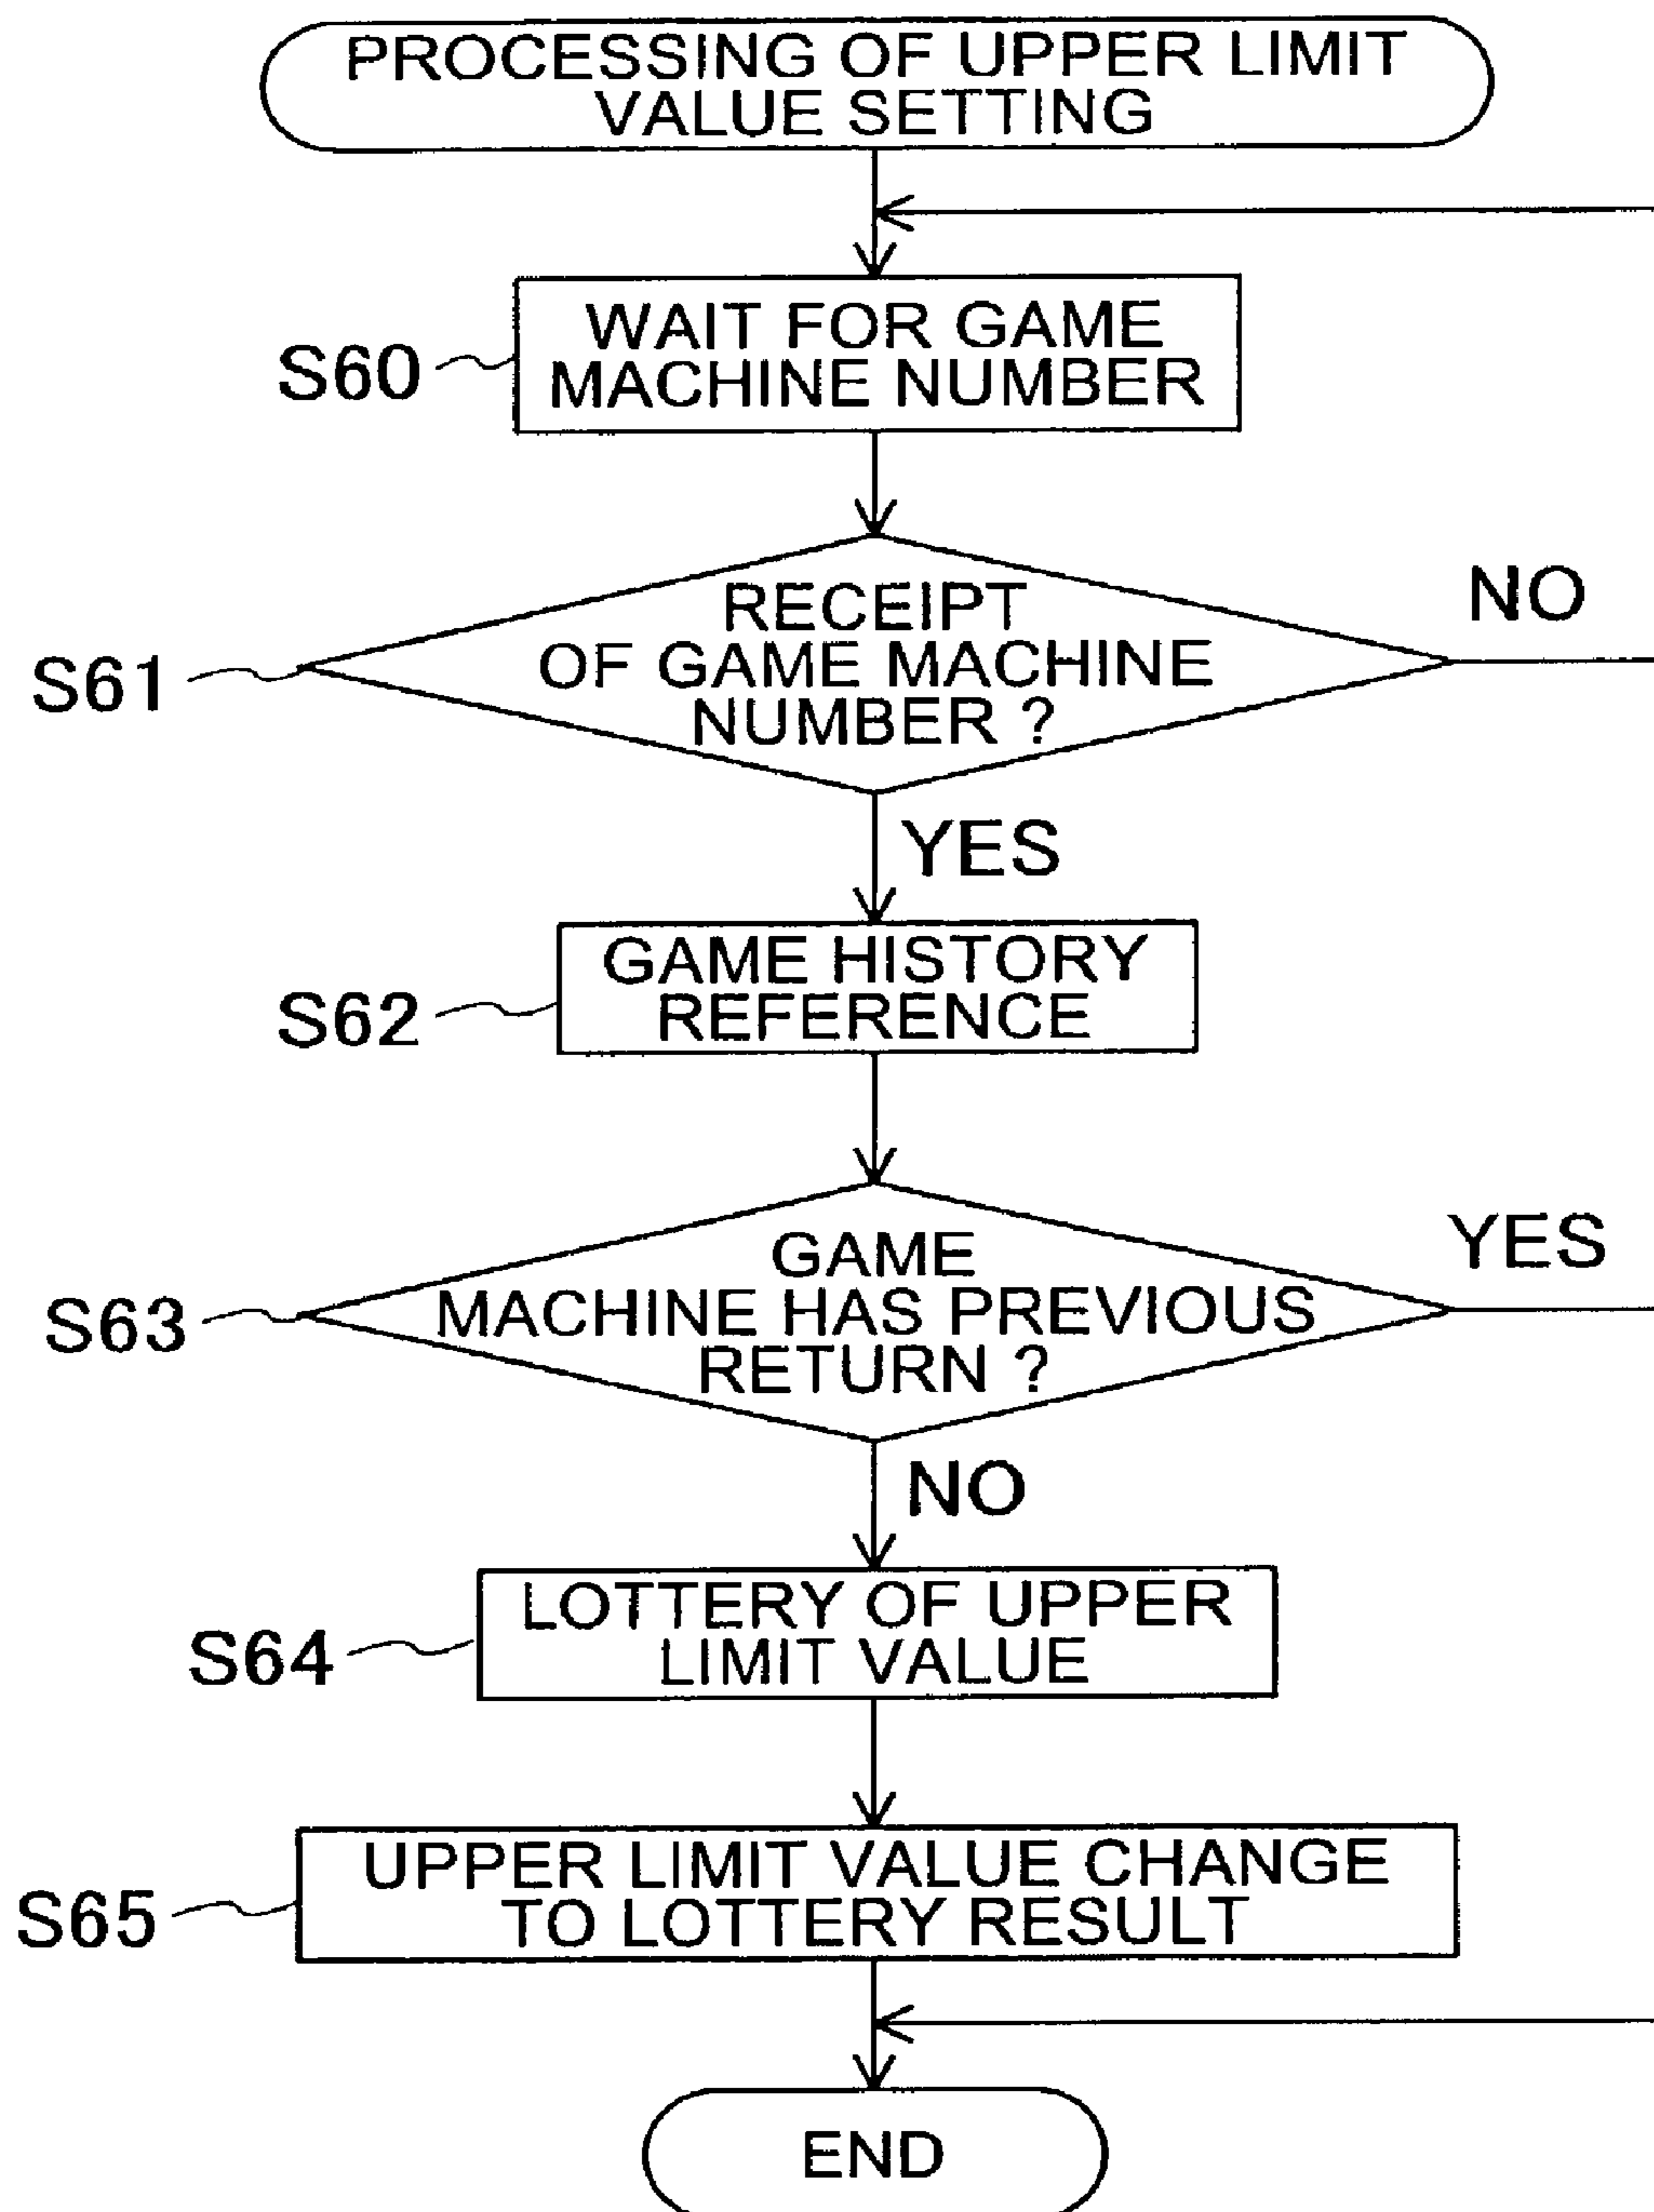 PROCESSING OF UPPER LIMIT
VALUE SETTING
S60
WAIT FOR GAME
MACHINE NUMBER
S61
RECEIPT
OF GAME MACHINE
NUMBER ?
NO
YES
S62
GAME HISTORY
REFERENCE
S63
GAME
MACHINE HAS PREVIOUS
RETURN ?
YES
NO
S64
LOTTERY OF UPPER
LIMIT VALUE
S65
UPPER LIMIT VALUE CHANGE
TO LOTTERY RESULT
END